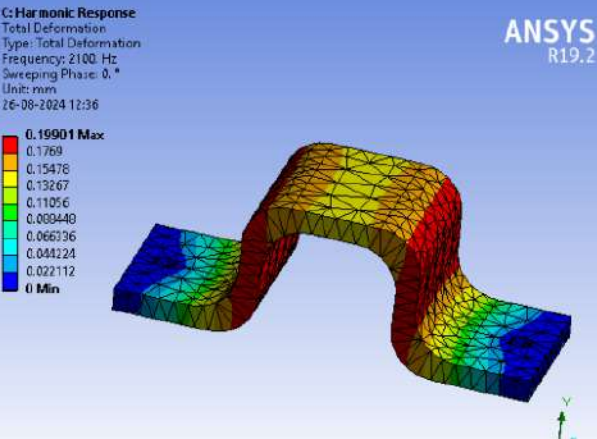 C: Harmonic Response
Total Deformation
Type: Total Deformation
Frequency: 2100. Hz
Sweeping Phase: 0. °
Unit: mm
26-08-2024 12:36
0.19901 Max
0.1769
0.15478
0.13267
0.11056
0.088448
0.066336
0.044224
0.022112
0 Min
ANSYS
R19.2
Y